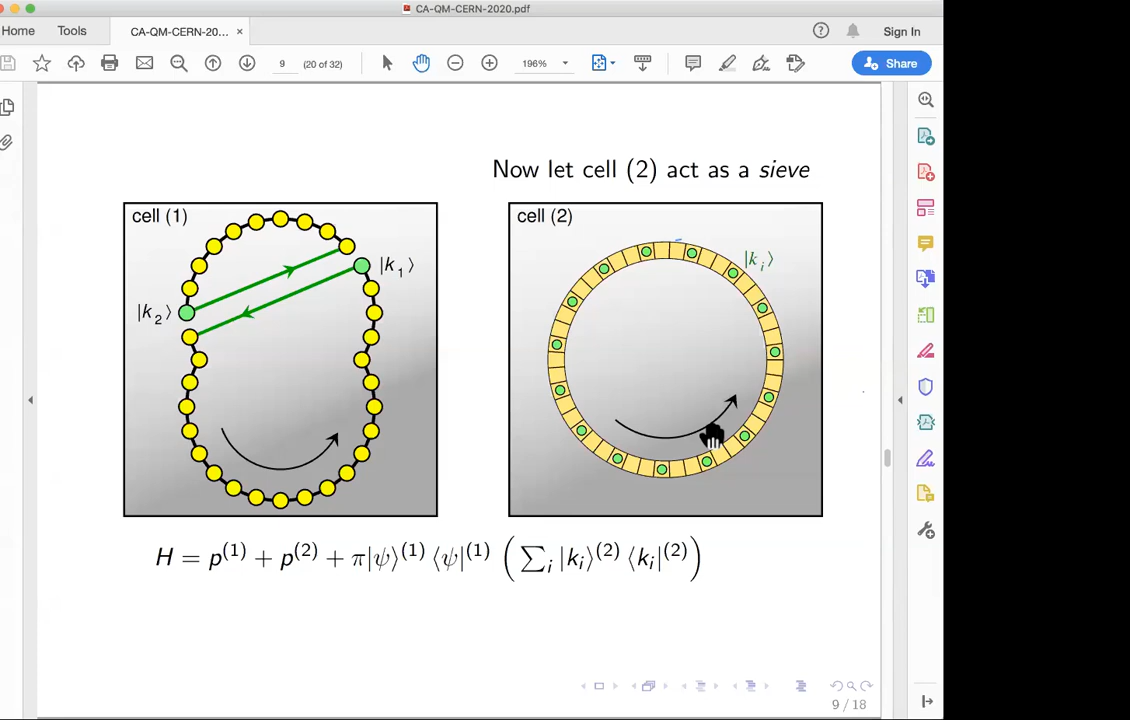 CA-QM-CERN-2020.pdf
Home Tools CA-QM-CERN-20... × Sign In
9 (20 of 32) 196% Share
Now let cell (2) act as a sieve
cell (1)
|k₁⟩
|k₂⟩
cell (2)
|kᵢ⟩
H = p⁽¹⁾ + p⁽²⁾ + π|ψ⟩⁽¹⁾ ⟨ψ|⁽¹⁾ (∑ᵢ |kᵢ⟩⁽²⁾ ⟨kᵢ|⁽²⁾)
9 / 18